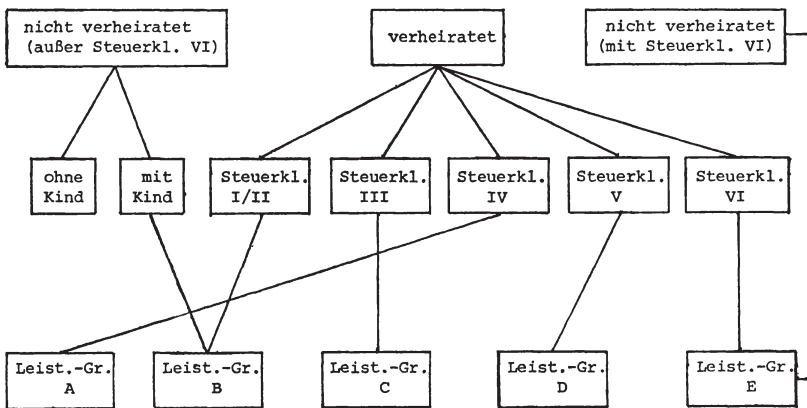 nicht verheiratet
(außer Steuerkl. VI)
verheiratet
nicht verheiratet
(mit Steuerkl. VI)
ohne
Kind
mit
Kind
Steuerkl.
I/II
Steuerkl.
III
Steuerkl.
IV
Steuerkl.
V
Steuerkl.
VI
Leist.-Gr.
A
Leist.-Gr.
B
Leist.-Gr.
C
Leist.-Gr.
D
Leist.-Gr.
E